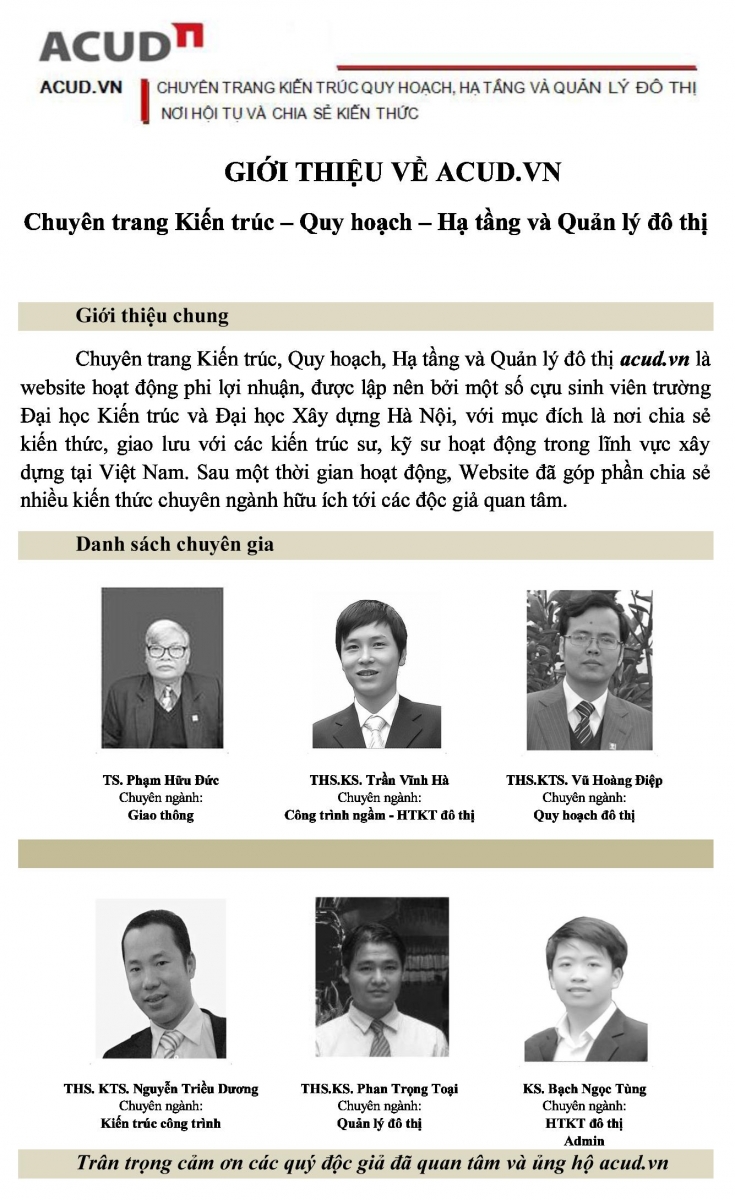 ACUD
ACUD.VN
CHUYÊN TRANG KIẾN TRÚC QUY HOẠCH, HẠ TẦNG VẢ QUẢN LÝ ĐÔ THỊ
NƠI HỘI TỤ VÀ CHIA SẺ KIẾN THỨC
GIỚI THIỆU VỀ ACUD.VN
Chuyên trang Kiến trúc – Quy hoạch – Hạ tầng và Quản lý đô thị
Giới thiệu chung
Chuyên trang Kiến trúc, Quy hoạch, Hạ tầng và Quản lý đô thị acud.vn là
website hoạt động phi lợi nhuận, được lập nên bởi một số cựu sinh viên trường
Đại học Kiến trúc và Đại học Xây dựng Hà Nội, với mục đích là nơi chia sẻ
kiến thức, giao lưu với các kiến trúc sư, kỹ sư hoạt động trong lĩnh vực xây
dựng tại Việt Nam. Sau một thời gian hoạt động, Website đã góp phần chia sẻ
nhiều kiến thức chuyên ngành hữu ích tới các độc giả quan tâm.
Danh sách chuyên gia
TS. Phạm Hữu Đức
Chuyên ngành:
Giao thông
THS.KS. Trần Vĩnh Hà
Chuyên ngành:
Công trình ngầm - HTKT đô thị
THS.KTS. Vũ Hoàng Điệp
Chuyên ngành:
Quy hoạch đô thị
THS. KTS. Nguyễn Triều Dương
Chuyên ngành:
Kiến trúc công trình
THS.KS. Phan Trọng Toại
Chuyên ngành:
Quản lý đô thị
KS. Bạch Ngọc Tùng
Chuyên ngành:
HTKT đô thị
Admin
Trân trọng cảm ơn các quý độc giả đã quan tâm và ủng hộ acud.vn